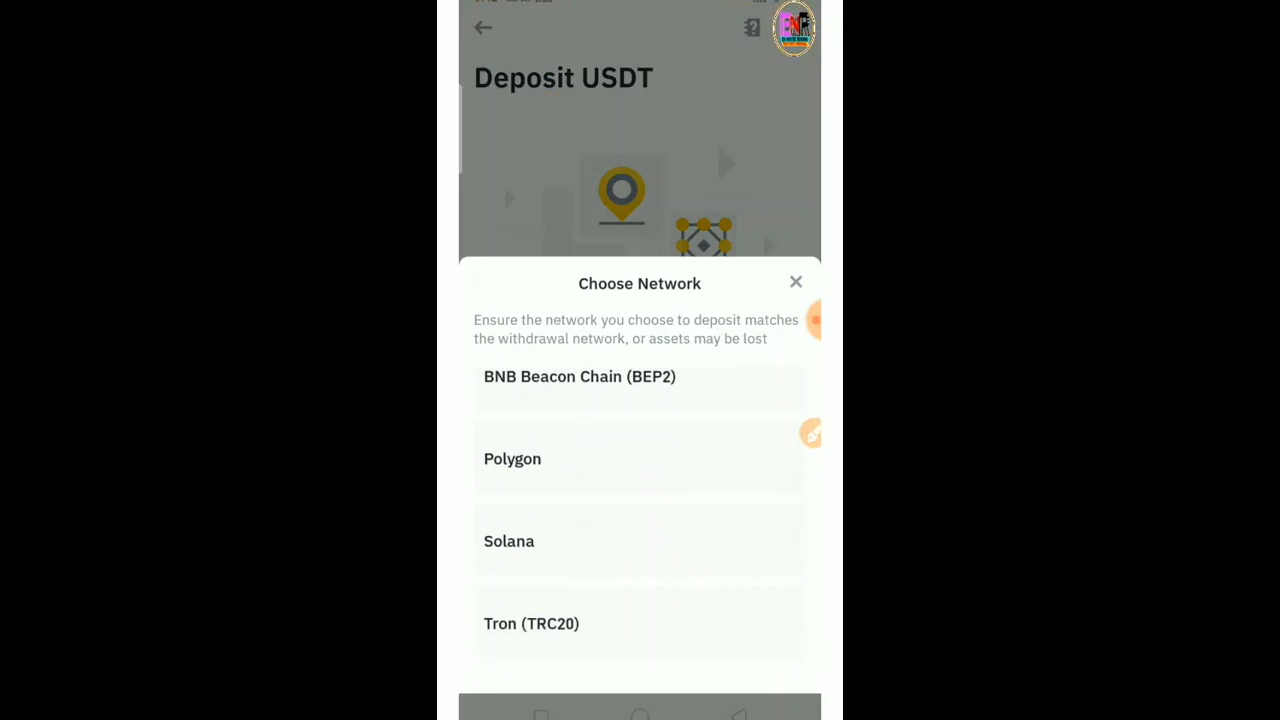 Deposit USDT
Choose Network
Ensure the network you choose to deposit matches
the withdrawal network, or assets may be lost
BNB Beacon Chain (BEP2)
Polygon
Solana
Tron (TRC20)